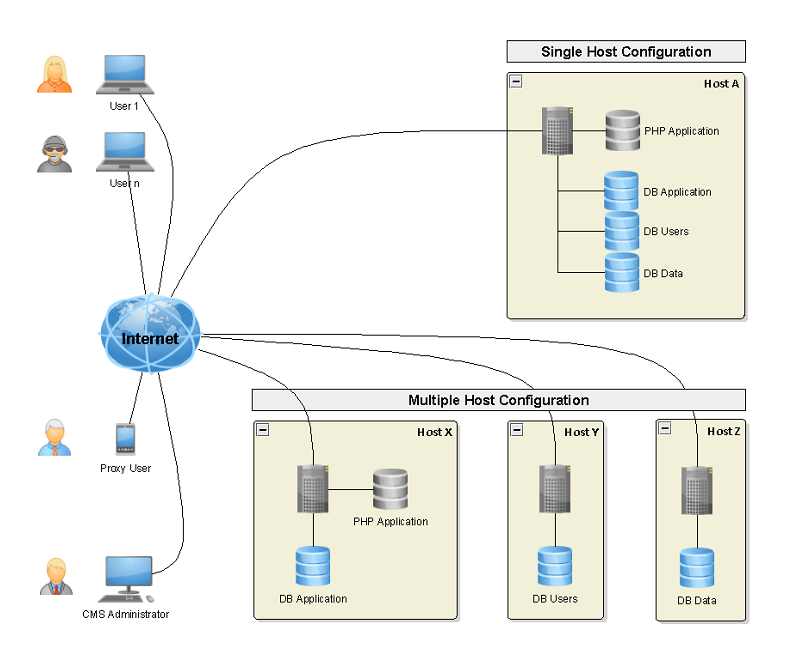 Single Host Configuration
Host A
User 1
PHP Application
User n
DB Application
DB Users
DB Data
Internet
Multiple Host Configuration
Host X
Host Y
Host Z
Proxy User
PHP Application
DB Application
DB Users
DB Data
CMS Administrator